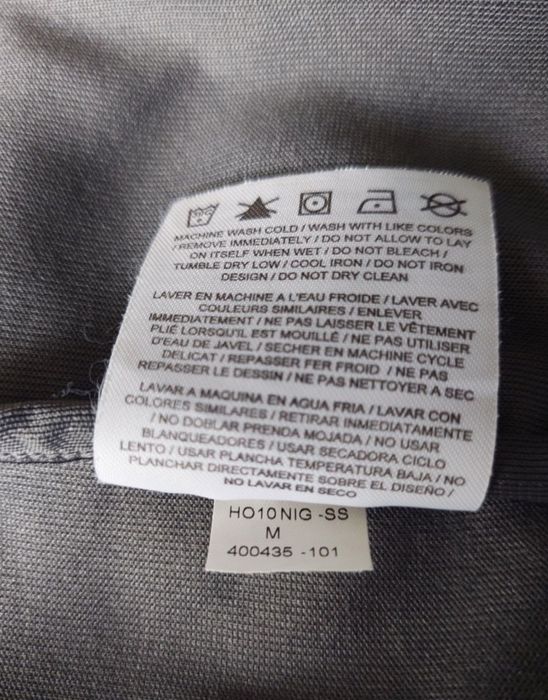 MACHINE WASH COLD / WASH WITH LIKE COLORS
/ REMOVE IMMEDIATELY / DO NOT ALLOW TO LAY
ON ITSELF WHEN WET / DO NOT BLEACH /
TUMBLE DRY LOW / COOL IRON / DO NOT IRON
DESIGN / DO NOT DRY CLEAN
LAVER EN MACHINE A L'EAU FROIDE / LAVER AVEC
COULEURS SIMILAIRES / ENLEVER
IMMEDIATEMENT / NE PAS LAISSER LE VÊTEMENT
PLIÉ LORSQU'IL EST MOUILLÉ / NE PAS UTILISER
D'EAU DE JAVEL / SECHER EN MACHINE CYCLE
DELICAT / REPASSER FER FROID / NE PAS
REPASSER LE DESSIN / NE PAS NETTOYER A SEC
LAVAR A MAQUINA EN AGUA FRIA / LAVAR CON
COLORES SIMILARES / RETIRAR IMMEDIATAMENTE
/ NO DOBLAR PRENDA MOJADA / NO USAR
BLANQUEADORES / USAR SECADORA CICLO
LENTO / USAR PLANCHA TEMPERATURA BAJA / NO
PLANCHAR DIRECTAMENTE SOBRE EL DISEÑO /
NO LAVAR EN SECO
HO10NIG -SS
M
400435 -101